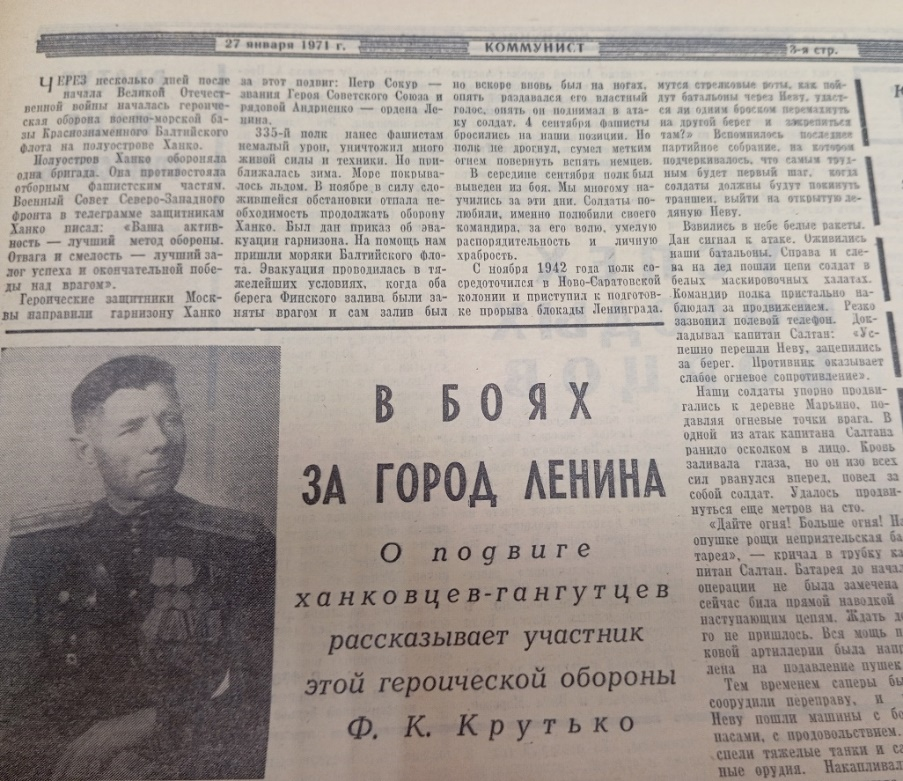 27 января 1971 г.
КОММУНИСТ
3-я стр.
ЧЕРЕЗ несколько дней после
начала Великой Отечест-
венной войны началась героиче-
ская оборона военно-морской ба-
зы Краснознаменного Балтийского
флота на полуострове Ханко.
Полуостров Ханко обороняла
одна бригада. Она противостояла
отборным фашистским частям.
Военный Совет Северо-Западного
фронта в телеграмме защитникам
Ханко писал: «Ваша актив-
ность — лучший метод обороны.
Отвага и смелость — лучший за-
лог успеха и окончательной побе-
ды над врагом».
Героические защитники Моск-
вы направили гарнизону Ханко
за этот подвиг: Петр Сокур —
звания Героя Советского Союза и
рядовой Андриенко — ордена Ле-
нина.
335-й полк нанес фашистам
немалый урон, уничтожил много
живой силы и техники. Но при-
ближалась зима. Море покрыва-
лось льдом. В ноябре в силу сло-
жившейся обстановки отпала не-
обходимость продолжать оборону
Ханко. Был дан приказ об эва-
куации гарнизона. На помощь нам
пришли моряки Балтийского фло-
та. Эвакуация проводилась в тя-
желейших условиях, когда оба
берега Финского залива были за-
няты врагом и сам залив был
но вскоре вновь был на ногах,
опять раздавался его властный
голос, опять он поднимал в ата-
ку солдат. 4 сентября фашисты
бросились на наши позиции. Но
полк не дрогнул, сумел метким
огнем повернуть вспять немцев.
В середине сентября полк был
выведен из боя. Мы многому на-
учились за эти дни. Солдаты по-
любили, именно полюбили своего
командира, за его волю, умелую
распорядительность и личную
храбрость.
С ноября 1942 года полк со-
средоточился в Ново-Саратовской
колонии и приступил к подготов-
ке прорыва блокады Ленинграда.
мутся стрелковые роты, как пой-
дут батальоны через Неву, удаст-
ся ли одним броском перемахнуть
на другой берег и закрепиться
там?» Вспомнилось последнее
партийное собрание, на котором
подчеркивалось, что самым труд-
ным будет первый шаг, когда
солдаты должны будут покинуть
траншеи, выйти на открытую ле-
дяную Неву.
Взвились в небе белые ракеты.
Дан сигнал к атаке. Оживились
наши батальоны. Справа и сле-
ва на лед пошли цепи солдат в
белых маскировочных халатах.
Командир полка пристально на-
блюдал за продвижением. Резко
зазвонил полевой телефон. Док-
ладывал капитан Салтан: «Ус-
пешно перешли Неву, зацепились
за берег. Противник оказывает
слабое огневое сопротивление».
Наши солдаты упорно продви-
гались к деревне Марьино, по-
давляя огневые точки врага. В
одной из атак капитана Салтана
ранило осколком в лицо. Кровь
заливала глаза, но он изо всех
сил рванулся вперед, повел за
собой солдат. Удалось продви-
нуться еще метров на сто.
«Дайте огня! Больше огня! На
опушке рощи неприятельская ба-
тарея», — кричал в трубку ка-
питан Салтан. Батарея до начал
операции не была замечена
сейчас била прямой наводкой
наступающим цепям. Ждать до
го не пришлось. Вся мощь п
ковой артиллерии была напр
лена на подавление пушек.
Тем временем саперы бы
соорудили переправу, и
Неву пошли машины с бо
пасами, с продовольствием.
спели тяжелые танки и са
ные орудия. Накапливал
В БОЯХ
ЗА ГОРОД ЛЕНИНА
О подвиге
ханковцев-гангутцев
рассказывает участник
этой героической обороны
Ф. К. Крутько